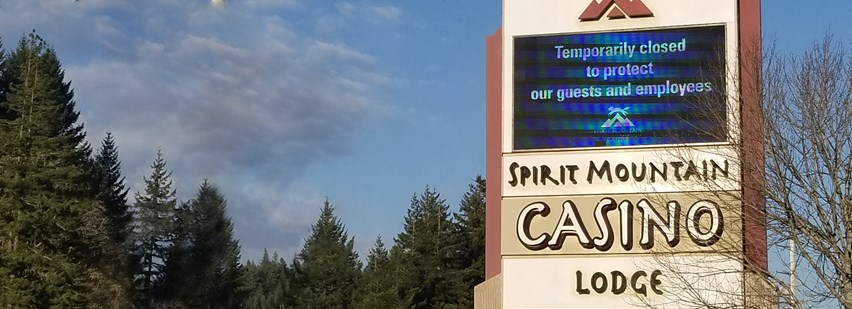 Temporarily closed
to protect
our guests and employees
SPIRIT MOUNTAIN
CASINO
LODGE